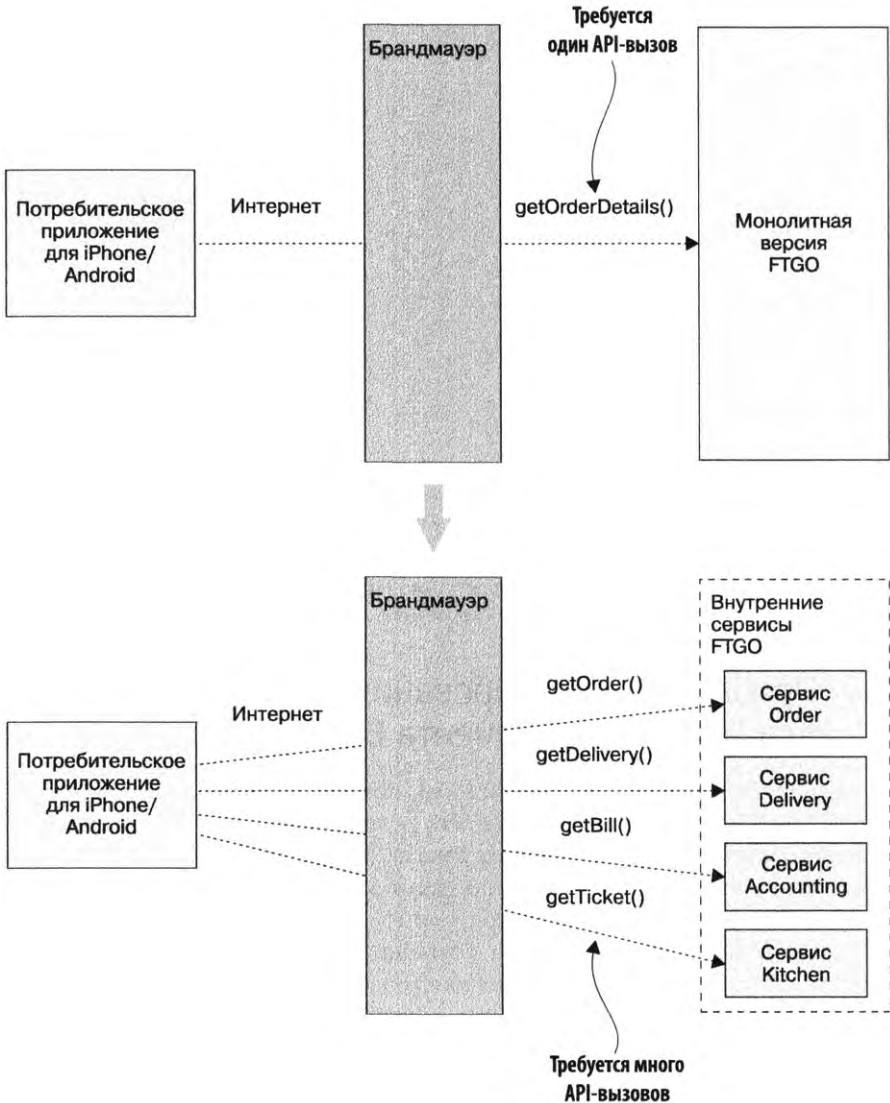 Требуется
один API-вызов
Брандмауэр
Потребительское
приложение
для iPhone/
Android
Интернет
getOrderDetails()
Монолитная
версия
FTGO
Брандмауэр
Внутренние
сервисы
FTGO
Интернет
getOrder()
Сервис
Order
Потребительское
приложение
для iPhone/
Android
getDelivery()
Сервис
Delivery
getBill()
Сервис
Accounting
getTicket()
Сервис
Kitchen
Требуется много
API-вызовов